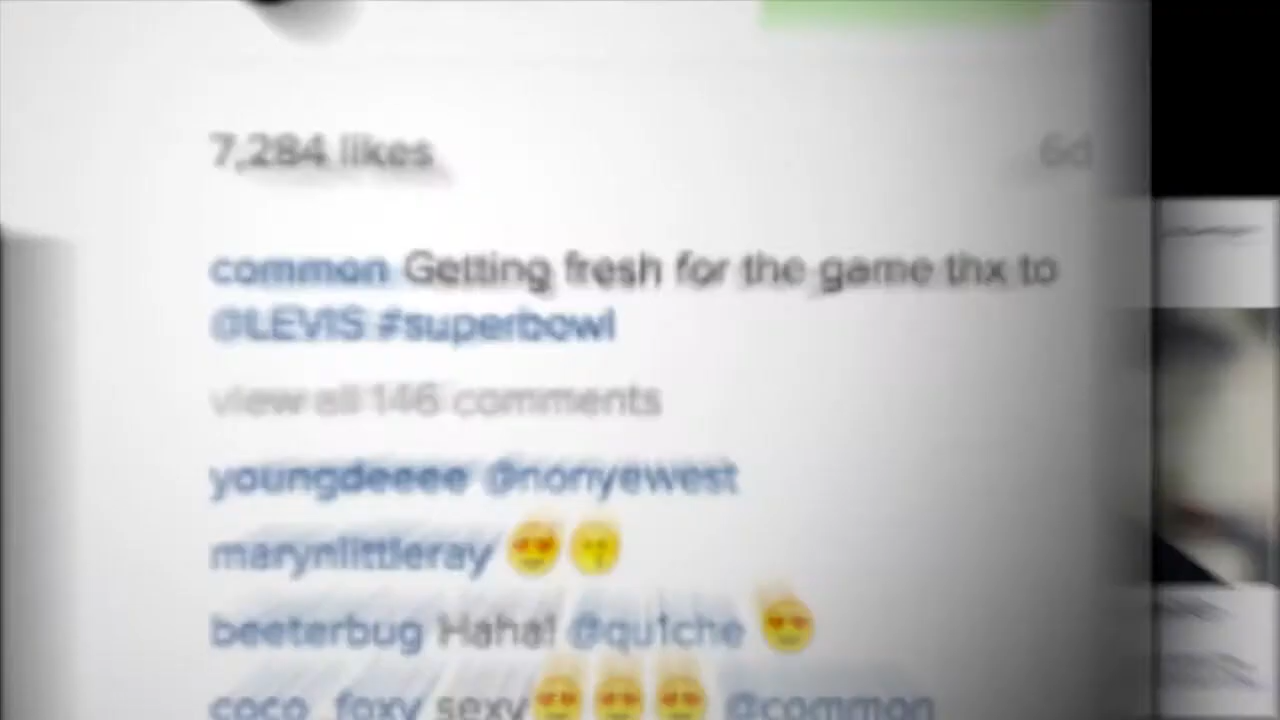 7,284 likes
6d
common Getting fresh for the game thx to
@LEVIS #superbowl
view all 146 comments
youngdeeee @nonyewest
marynlittleray 😍 😚
beeterbug Haha! @qu1che 😍
coco_foxy sexy 😍 😍 😍 @common